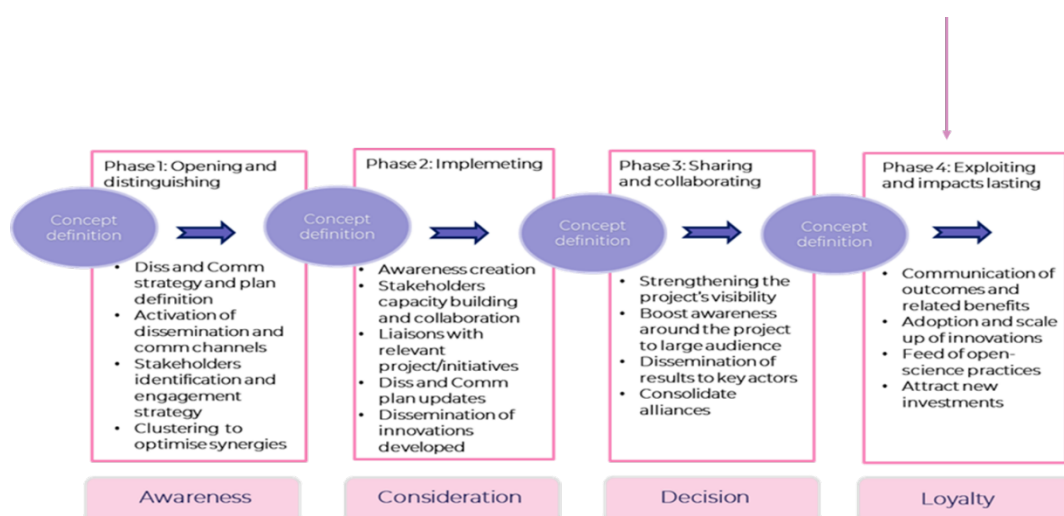 Phase 1: Opening and
distinguishing
Concept
definition
• Diss and Comm
strategy and plan
definition
• Activation of
dissemination and
comm channels
• Stakeholders
identification and
engagement
strategy
• Clustering to
optimise synergies
Awareness
Phase 2: Implemeting
Concept
definition
• Awareness creation
• Stakeholders
capacity building
and collaboration
• Liaisons with
relevant
project/initiatives
• Diss and Comm
plan updates
• Dissemination of
innovations
developed
Consideration
Phase 3: Sharing
and collaborating
Concept
definition
• Strengthening the
project's visibility
• Boost awareness
around the project
to large audience
• Dissemination of
results to key actors
• Consolidate
alliances
Decision
Phase 4: Exploiting
and impacts lasting
Concept
definition
• Communication of
outcomes and
related benefits
• Adoption and scale
up of innovations
• Feed of open-
science practices
• Attract new
investments
Loyalty